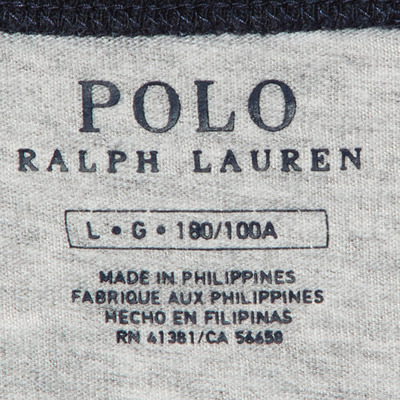 POLO
RALPH LAUREN
L • G • 180/100A
MADE IN PHILIPPINES
FABRIQUE AUX PHILIPPINES
HECHO EN FILIPINAS
RN 41381/CA 56658